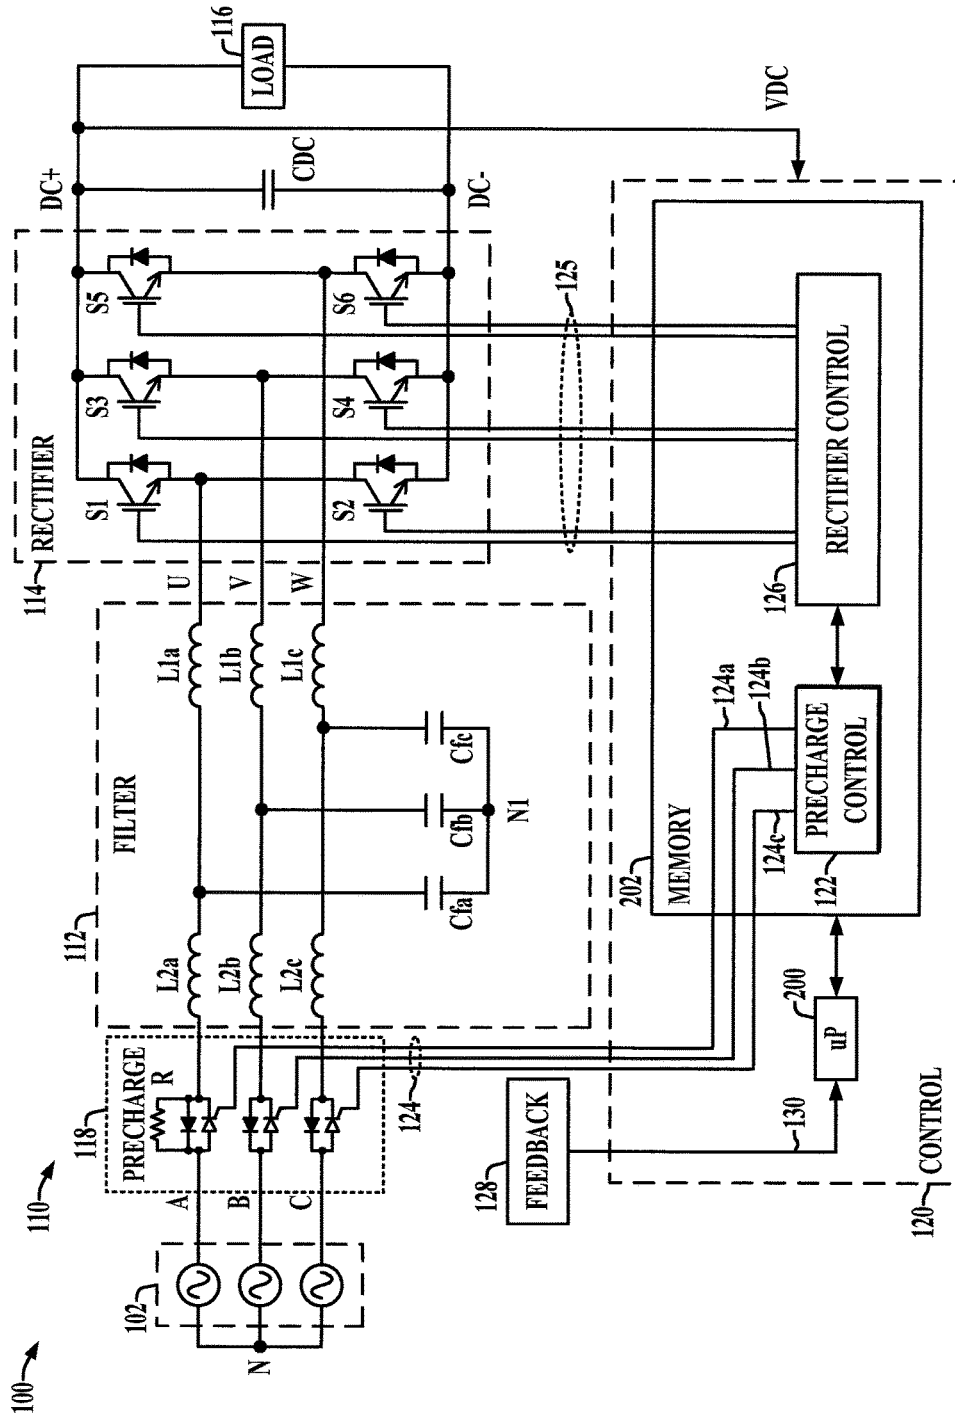 100
110
102
N
A
B
C
118
PRECHARGE
R
112
FILTER
L2a
L2b
L2c
L1a
L1b
L1c
Cfa
Cfb
Cfc
N1
U
V
W
114
RECTIFIER
S1
S3
S5
S2
S4
S6
DC+
DC-
CDC
116
LOAD
VDC
124
125
128
FEEDBACK
130
120
CONTROL
200
uP
202
MEMORY
122
PRECHARGE
CONTROL
124a
124b
124c
126
RECTIFIER CONTROL